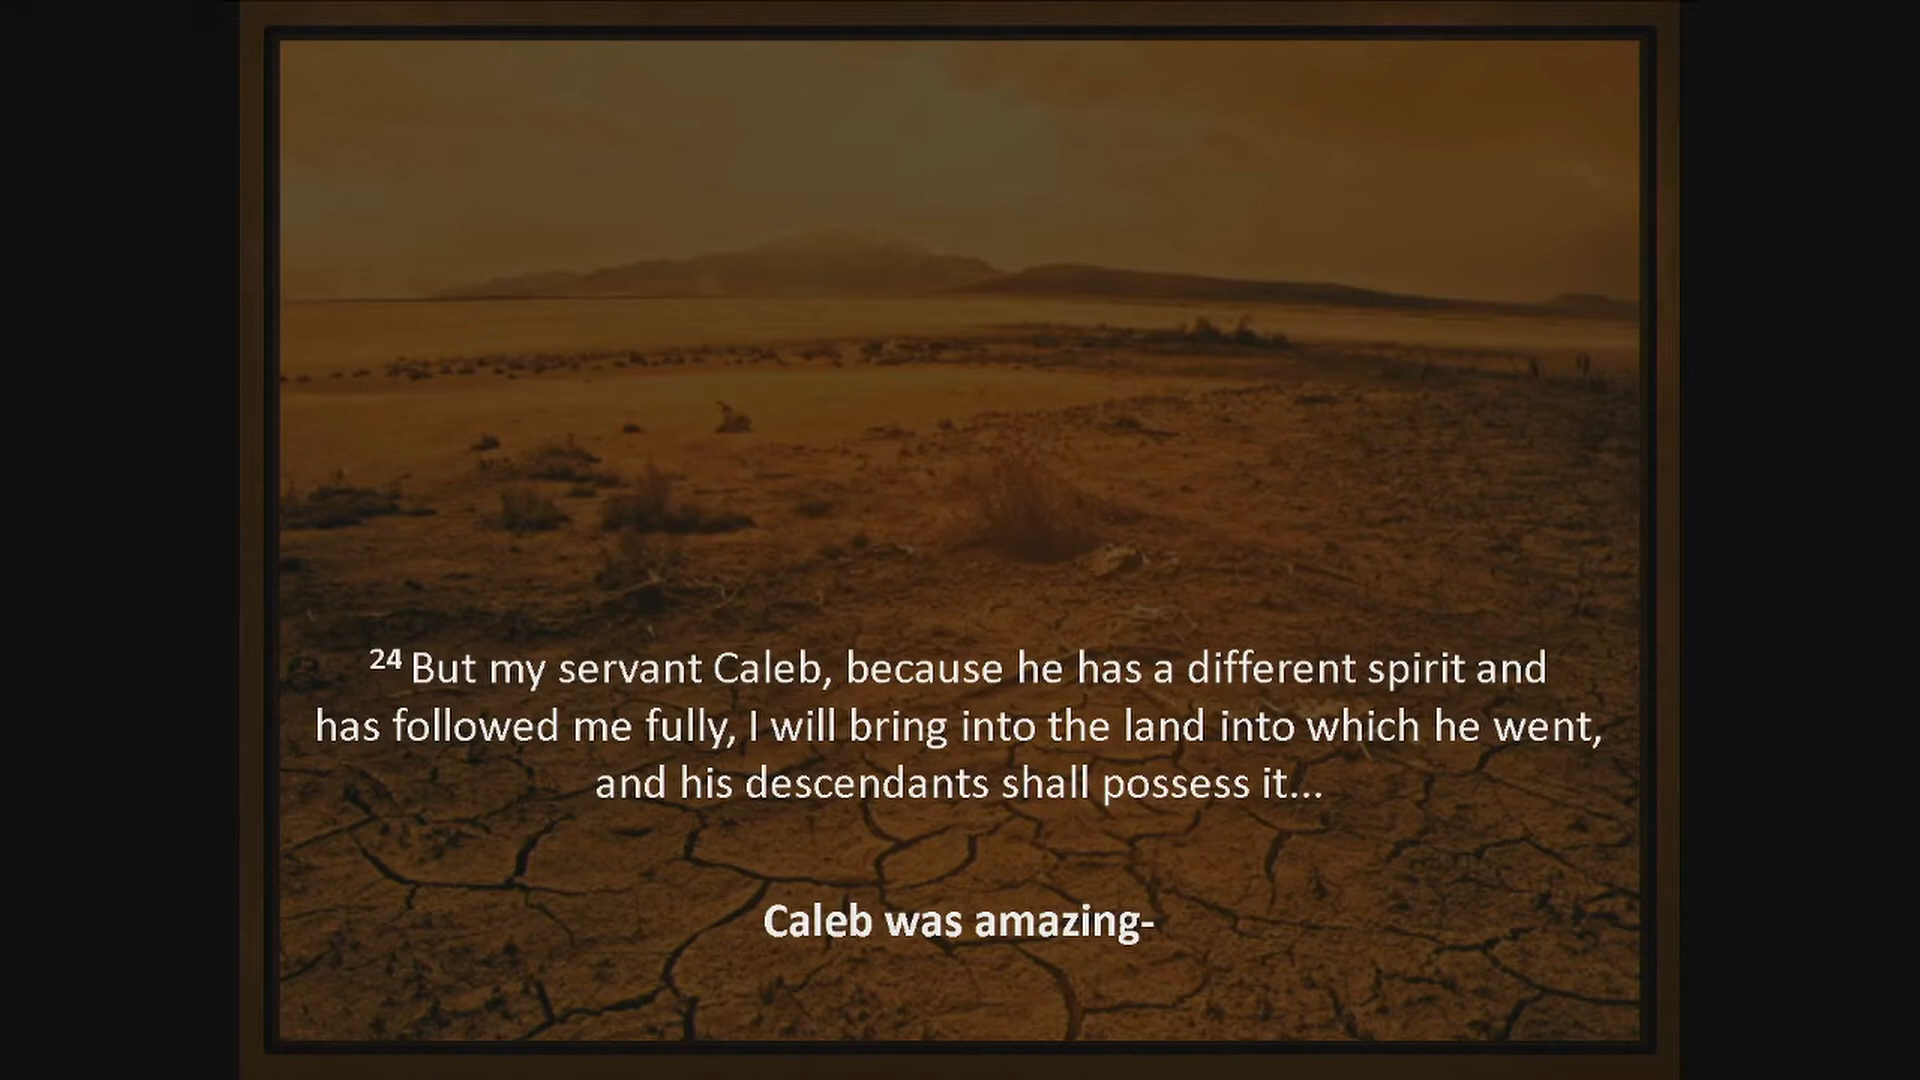 24 But my servant Caleb, because he has a different spirit and
has followed me fully, I will bring into the land into which he went,
and his descendants shall possess it...
Caleb was amazing-